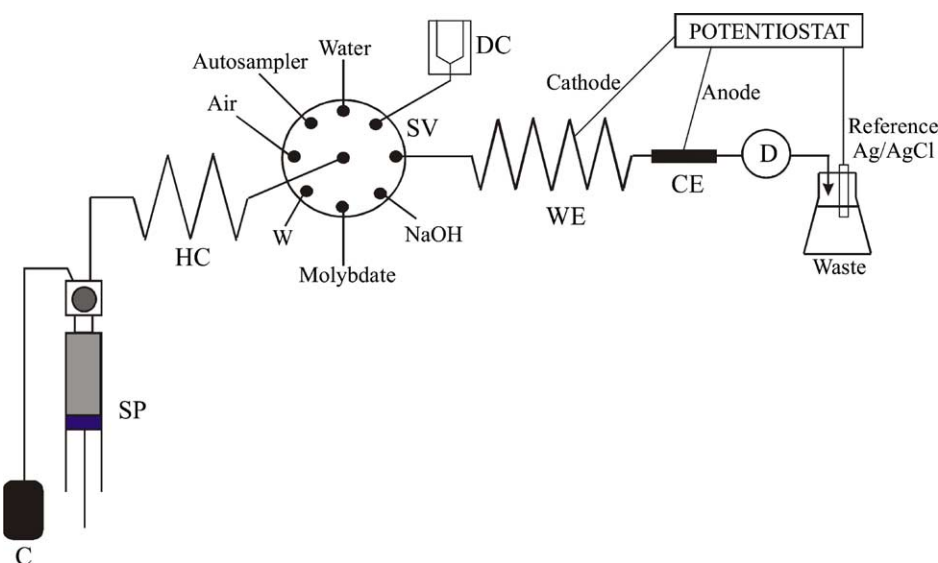 POTENTIOSTAT
DC
Water
Autosampler
Cathode
Air
SV
Anode
Reference
Ag/AgCl
D
CE
WE
HC
W
NaOH
Molybdate
Waste
SP
C